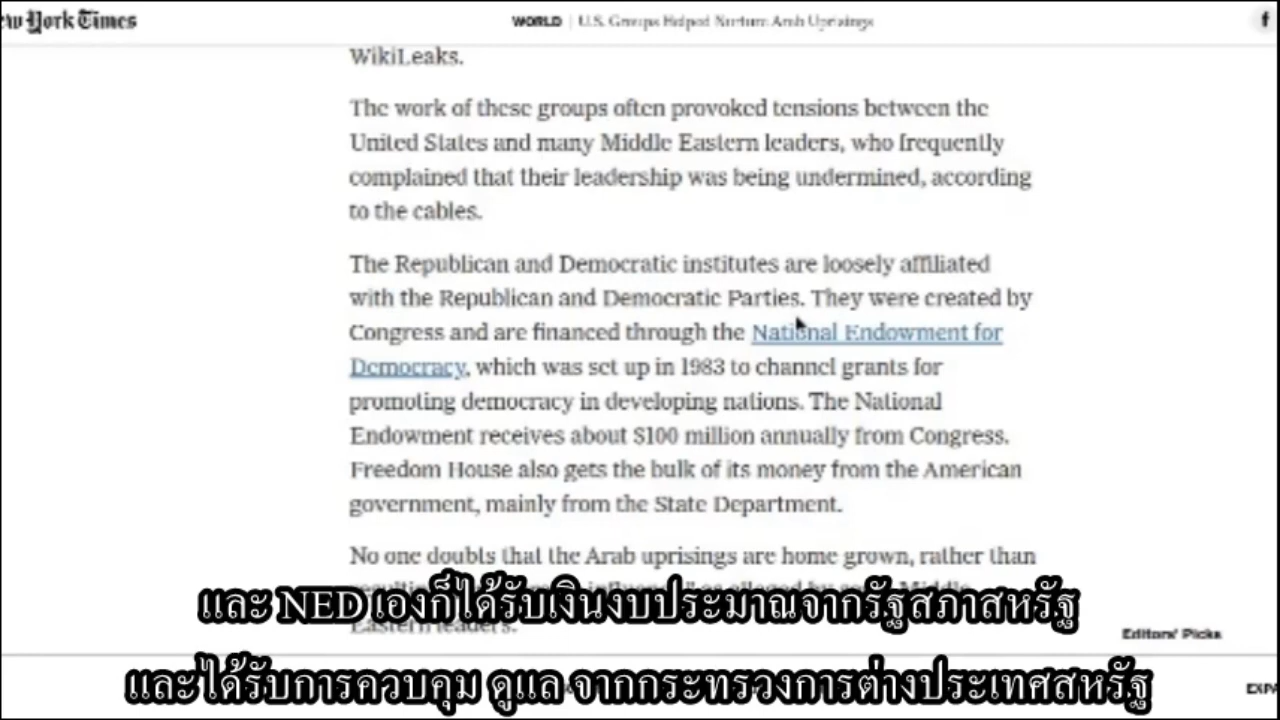 ew York Times
WORLD | U.S. Groups Helped Nurture Arab Uprisings
f
WikiLeaks.
The work of these groups often provoked tensions between the
United States and many Middle Eastern leaders, who frequently
complained that their leadership was being undermined, according
to the cables.
The Republican and Democratic institutes are loosely affiliated
with the Republican and Democratic Parties. They were created by
Congress and are financed through the National Endowment for
Democracy, which was set up in 1983 to channel grants for
promoting democracy in developing nations. The National
Endowment receives about $100 million annually from Congress.
Freedom House also gets the bulk of its money from the American
government, mainly from the State Department.
No one doubts that the Arab uprisings are home grown, rather than
Eastern leaders.
และ NED เองก็ได้รับเงินงบประมาณจากรัฐสภาสหรัฐ
Editors' Picks
และได้รับการควบคุม ดูแล จากกระทรวงการต่างประเทศสหรัฐ
EXPA